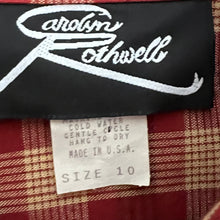 Carolyn
Rothwell
COLD WATER
GENTLE CYCLE
HANG TO DRY
MADE IN U.S.A.
SIZE 10